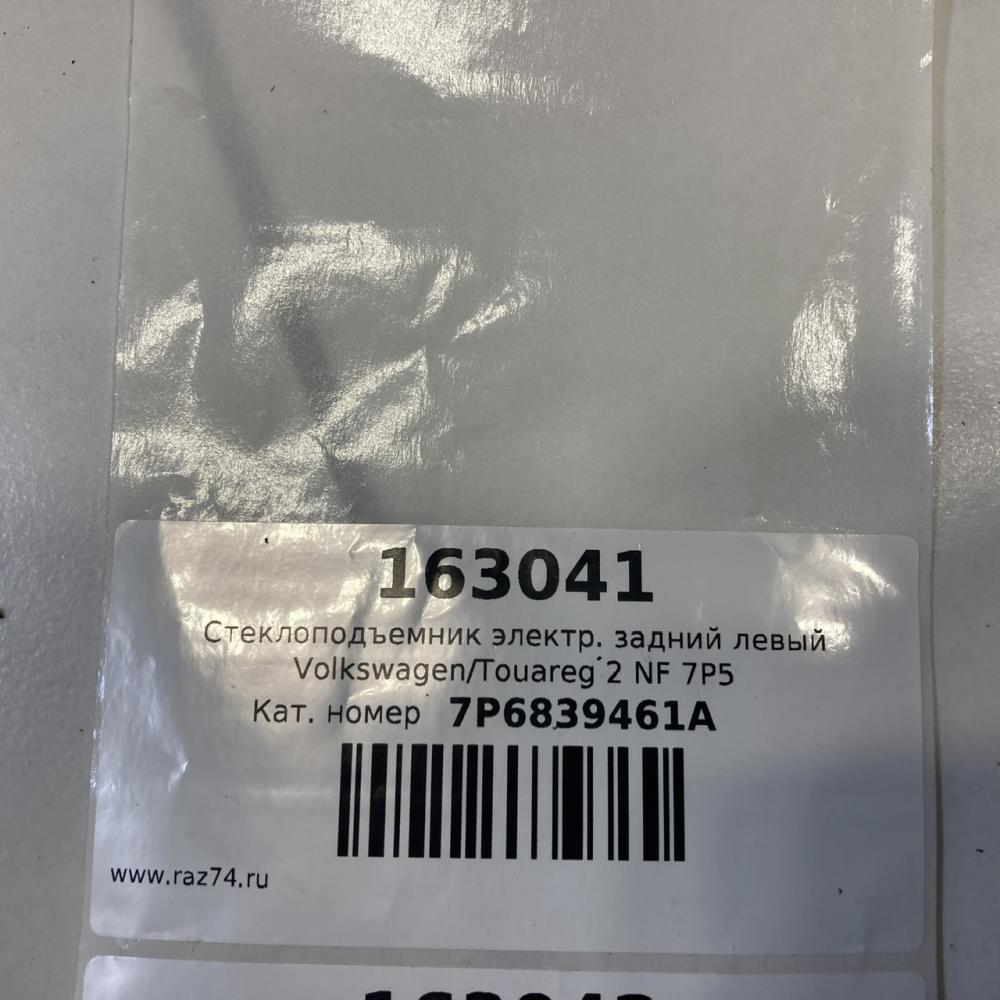 163041
Стеклоподъемник электр. задний левый
Volkswagen/Touareg 2 NF 7P5
Кат. номер 7P6839461A
www.raz74.ru